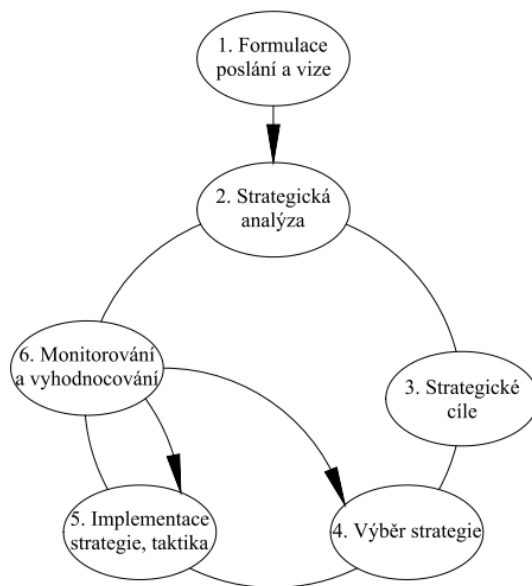 1. Formulace
poslání a vize
2. Strategická
analýza
3. Strategické
cíle
4. Výběr strategie
5. Implementace
strategie, taktika
6. Monitorování
a vyhodnocování